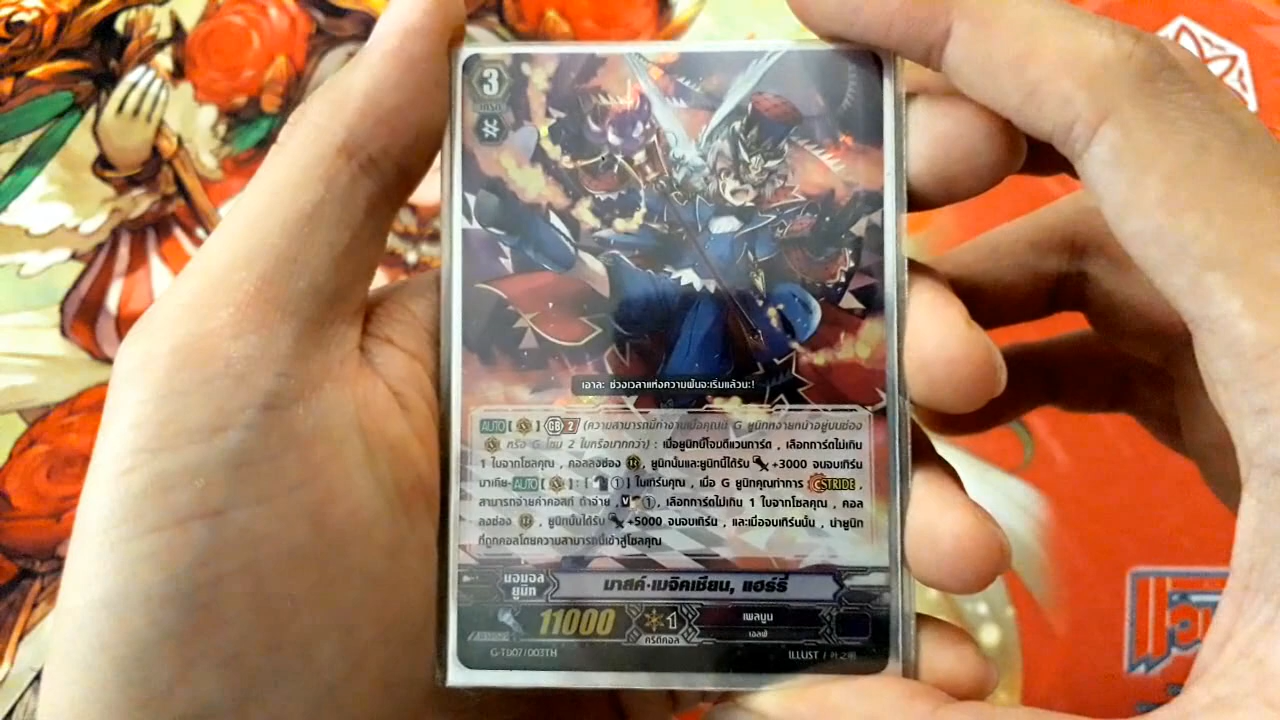 3
เกรด
เอาละ ช่วงเวลาแห่งความฝันจะเริ่มแล้วนะ!
AUTO [ ] GB 2 (ความสามารถนี้ทำงานเมื่อคุณมี G ยูนิทหงายหน้าอยู่บนช่อง
หรือ G โซน 2 ใบหรือมากกว่า) : เมื่อยูนิทนี้โจมตีแวนการ์ด , เลือกการ์ดไม่เกิน
1 ใบจากโซลคุณ , คอลลงช่อง , ยูนิทนั้นและยูนิทนี้ได้รับ +3000 จนจบเทิร์น
มาเกีย-AUTO [ ] : [ 1 ] ในเทิร์นคุณ , เมื่อ G ยูนิทคุณทำการ STRIDE ,
สามารถจ่ายค่าคอสท์ ถ้าจ่าย , V 1 , เลือกการ์ดไม่เกิน 1 ใบจากโซลคุณ , คอล
ลงช่อง , ยูนิทนั้นได้รับ +5000 จนจบเทิร์น , และเมื่อจบเทิร์นนั้น , นำยูนิท
ที่ถูกคอลโดยความสามารถนี้เข้าสู่โซลคุณ
นอมอล
ยูนิท
มาสค์·เมจิคเชียน, แฮร์รี่
11000
1
คริติคอล
เพลมูน
เอลฟ์
G-TD07/003TH
ILLUST / 叶之明